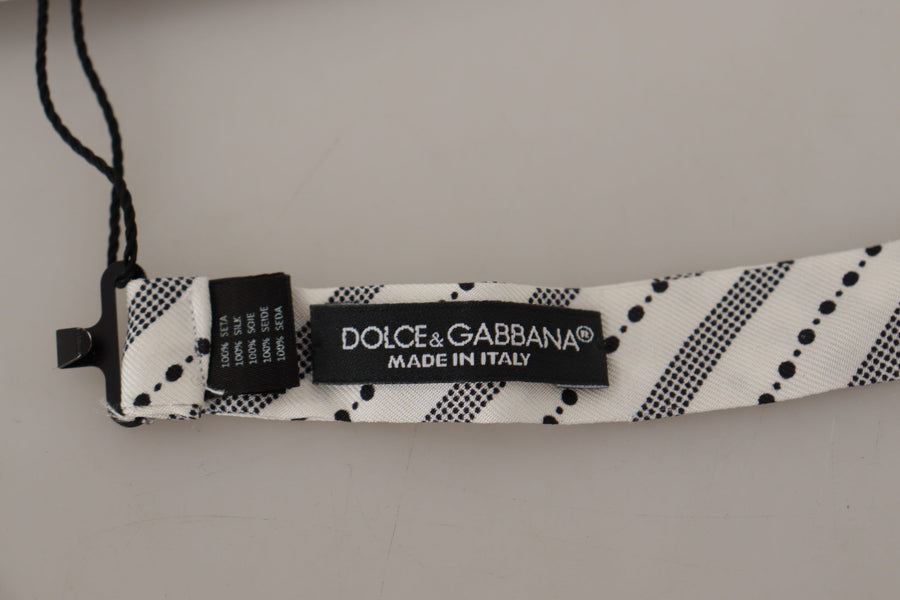 100% SETA
100% SILK
100% SOIE
100% SEIDE
100% SEDA
DOLCE&GABBANA®
MADE IN ITALY